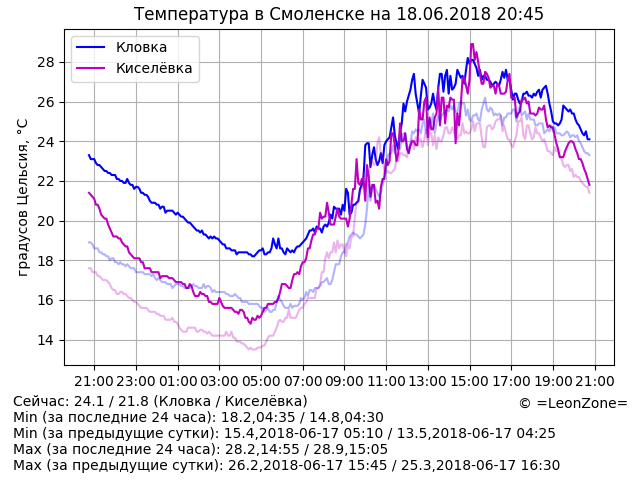 Температура в Смоленске на 18.06.2018 20:45
Кловка
Киселёвка
градусов Цельсия, °C
28
26
24
22
20
18
16
14
21:00 23:00 01:00 03:00 05:00 07:00 09:00 11:00 13:00 15:00 17:00 19:00 21:00
Сейчас: 24.1 / 21.8 (Кловка / Киселёвка)
© =LeonZone=
Min (за последние 24 часа): 18.2,04:35 / 14.8,04:30
Min (за предыдущие сутки): 15.4,2018-06-17 05:10 / 13.5,2018-06-17 04:25
Max (за последние 24 часа): 28.2,14:55 / 28.9,15:05
Max (за предыдущие сутки): 26.2,2018-06-17 15:45 / 25.3,2018-06-17 16:30